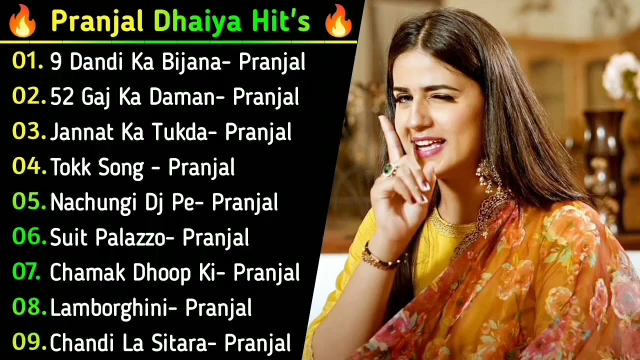 🔥 Pranjal Dhaiya Hit's 🔥
01. 9 Dandi Ka Bijana- Pranjal
02. 52 Gaj Ka Daman- Pranjal
03. Jannat Ka Tukda- Pranjal
04. Tokk Song - Pranjal
05. Nachungi Dj Pe- Pranjal
06. Suit Palazzo- Pranjal
07. Chamak Dhoop Ki- Pranjal
08. Lamborghini- Pranjal
09. Chandi La Sitara- Pranjal